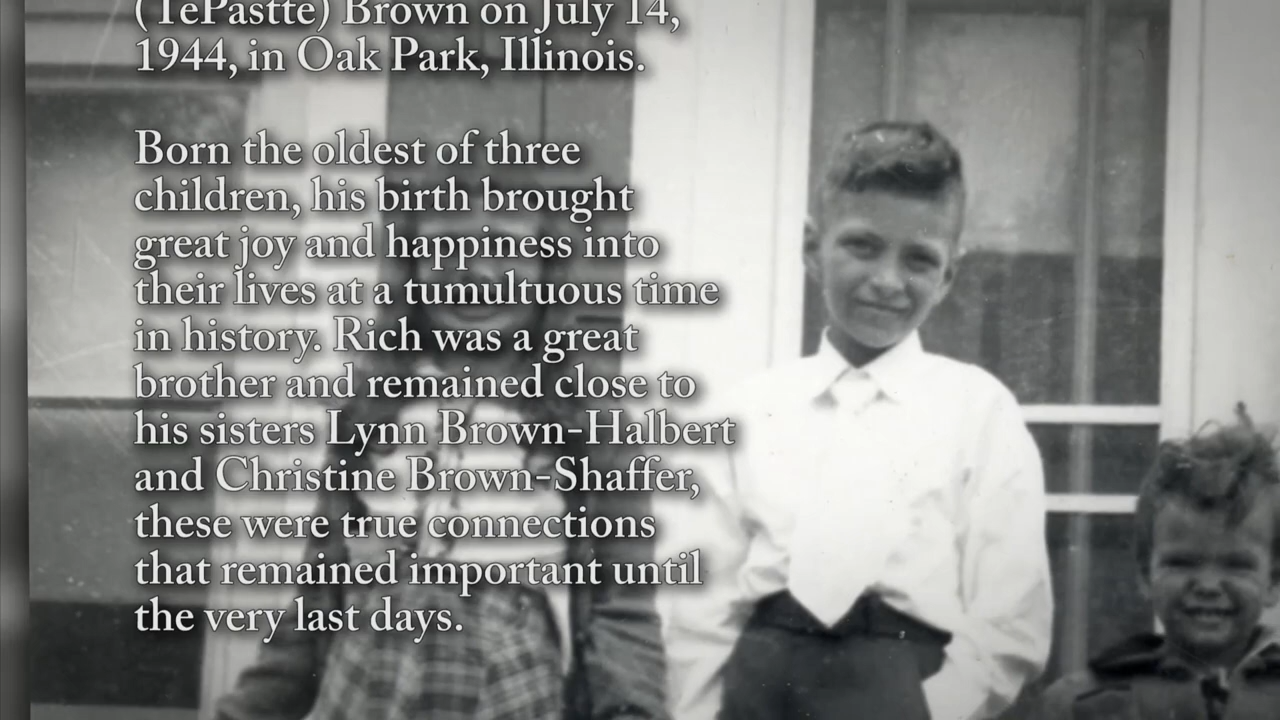 (TePastte) Brown on July 14,
1944, in Oak Park, Illinois.
Born the oldest of three
children, his birth brought
great joy and happiness into
their lives at a tumultuous time
in history. Rich was a great
brother and remained close to
his sisters Lynn Brown-Halbert
and Christine Brown-Shaffer,
these were true connections
that remained important until
the very last days.